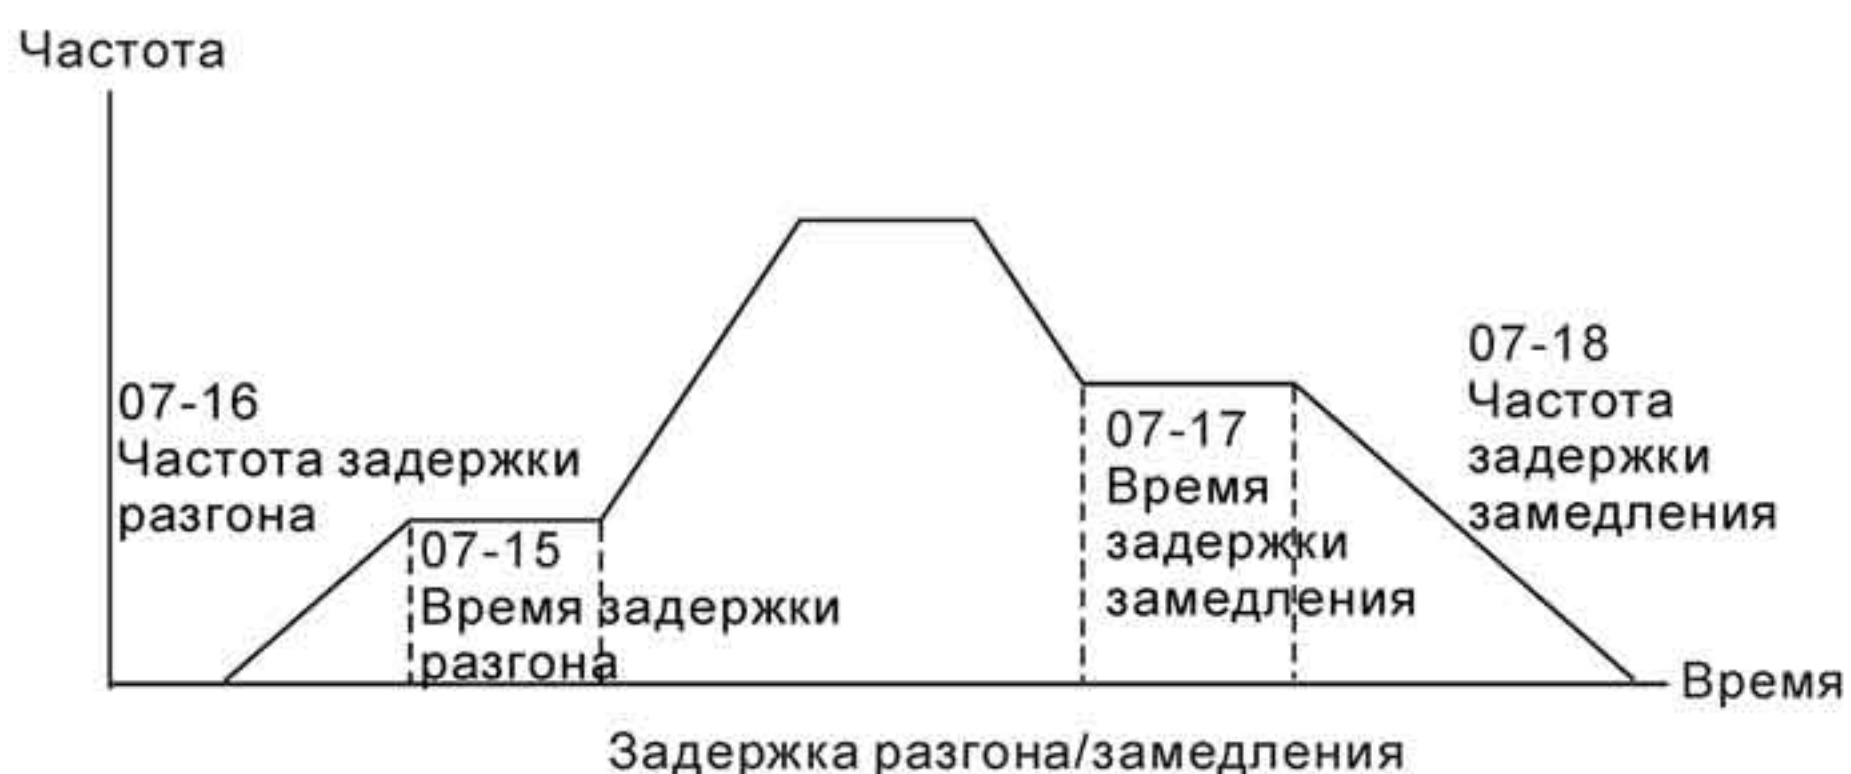 Частота
07-16
Частота задержки
разгона
07-15
Время задержки
разгона
07-17
Время
задержки
замедления
07-18
Частота
задержки
замедления
Время
Задержка разгона/замедления